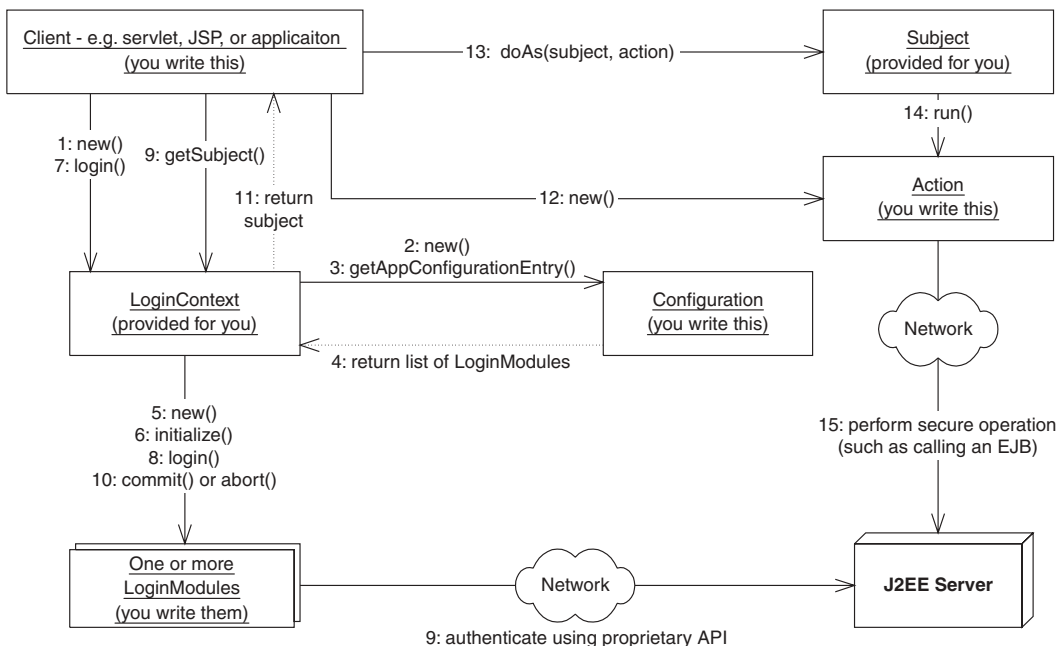 Client - e.g. servlet, JSP, or applicaiton
(you write this)
13:  doAs(subject, action)
Subject
(provided for you)
14: run()
1: new()
7: login()
9: getSubject()
11: return
subject
12: new()
Action
(you write this)
2: new()
3: getAppConfigurationEntry()
LoginContext
(provided for you)
Configuration
(you write this)
4: return list of LoginModules
Network
5: new()
6: initialize()
8: login()
10: commit() or abort()
15: perform secure operation
(such as calling an EJB)
One or more
LoginModules
(you write them)
Network
J2EE Server
9: authenticate using proprietary API